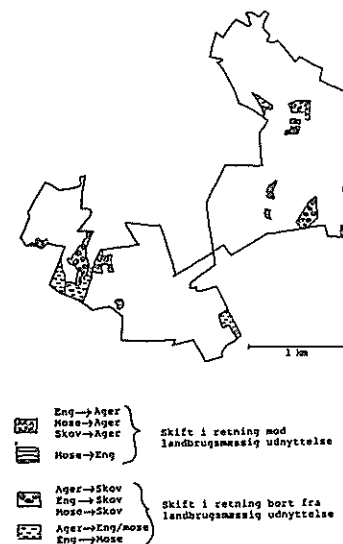 1 km
Eng→Ager
Mose→Ager
Skov→Ager
Skift i retning mod
landbrugsmæssig udnyttelse
Mose→Eng
Ager→Skov
Eng→Skov
Mose→Skov
Skift i retning bort fra
landbrugsmæssig udnyttelse
Ager→Eng/mose
Eng→Mose